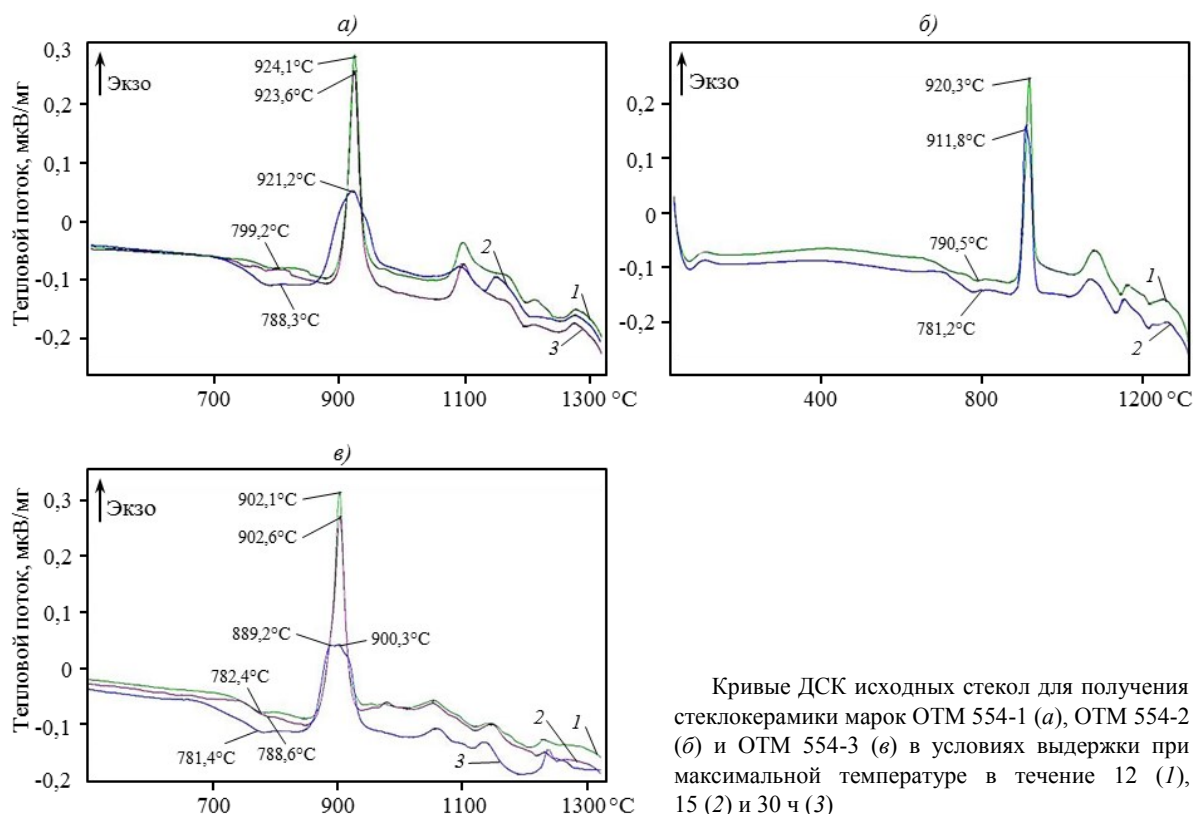 а)
Тепловой поток, мкВ/мг
Экзо
0,3
0,2
0,1
0
-0,1
-0,2
924,1°C
923,6°C
921,2°C
799,2°C
788,3°C
2
1
3
700
900
1100
1300 °C
б)
Экзо
0,2
0,1
0
-0,1
-0,2
920,3°C
911,8°C
790,5°C
781,2°C
1
2
400
800
1200 °C
в)
Тепловой поток, мкВ/мг
Экзо
0,3
0,2
0,1
0
-0,1
-0,2
902,1°C
902,6°C
889,2°C
900,3°C
782,4°C
781,4°C
788,6°C
2
1
3
700
900
1100
1300 °C
Кривые ДСК исходных стекол для получения
стеклокерамики марок ОТМ 554-1 (а), ОТМ 554-2
(б) и ОТМ 554-3 (в) в условиях выдержки при
максимальной температуре в течение 12 (1),
15 (2) и 30 ч (3)